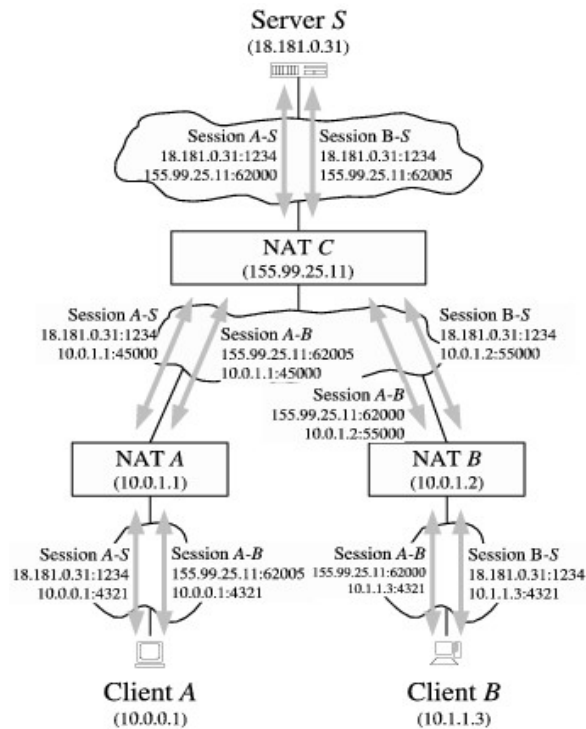 Server S
(18.181.0.31)
Session A-S
18.181.0.31:1234
155.99.25.11:62000
Session B-S
18.181.0.31:1234
155.99.25.11:62005
NAT C
(155.99.25.11)
Session A-S
18.181.0.31:1234
10.0.1.1:45000
Session A-B
155.99.25.11:62005
10.0.1.1:45000
Session B-S
18.181.0.31:1234
10.0.1.2:55000
Session A-B
155.99.25.11:62000
10.0.1.2:55000
NAT A
(10.0.1.1)
NAT B
(10.0.1.2)
Session A-S
18.181.0.31:1234
10.0.0.1:4321
Session A-B
155.99.25.11:62005
10.0.0.1:4321
Session A-B
155.99.25.11:62000
10.1.1.3:4321
Session B-S
18.181.0.31:1234
10.1.1.3:4321
Client A
(10.0.0.1)
Client B
(10.1.1.3)